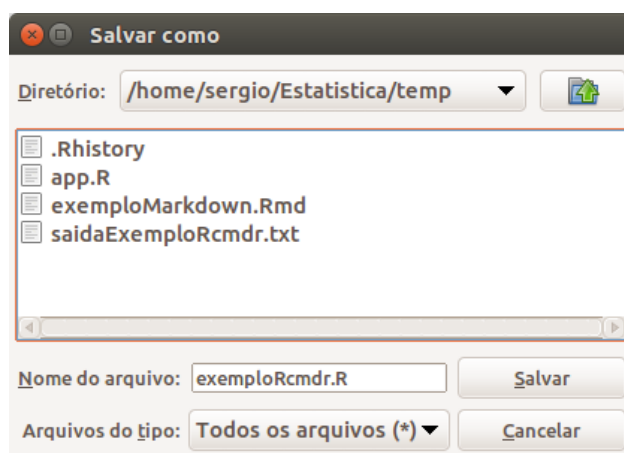 Salvar como
Diretório: /home/sergio/Estatistica/temp
.Rhistory
app.R
exemploMarkdown.Rmd
saidaExemploRcmdr.txt
Nome do arquivo: exemploRcmdr.R Salvar
Arquivos do tipo: Todos os arquivos (*) Cancelar